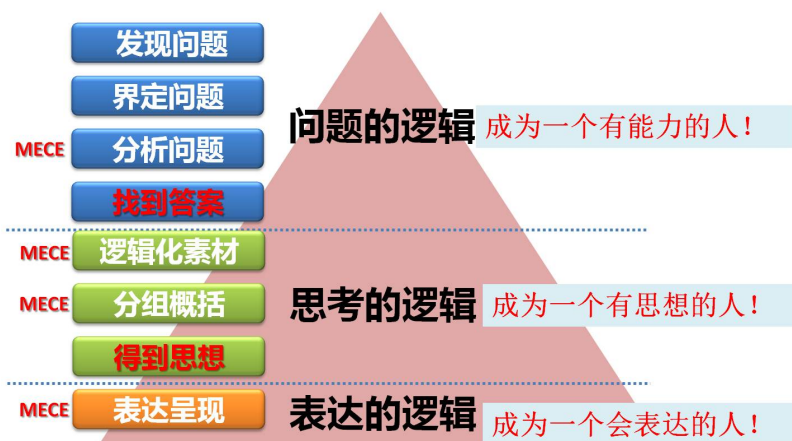 发现问题
界定问题
问题的逻辑 成为一个有能力的人！
MECE 分析问题
找到答案
MECE 逻辑化素材
MECE 分组概括
思考的逻辑 成为一个有思想的人！
得到思想
MECE 表达呈现
表达的逻辑 成为一个会表达的人！